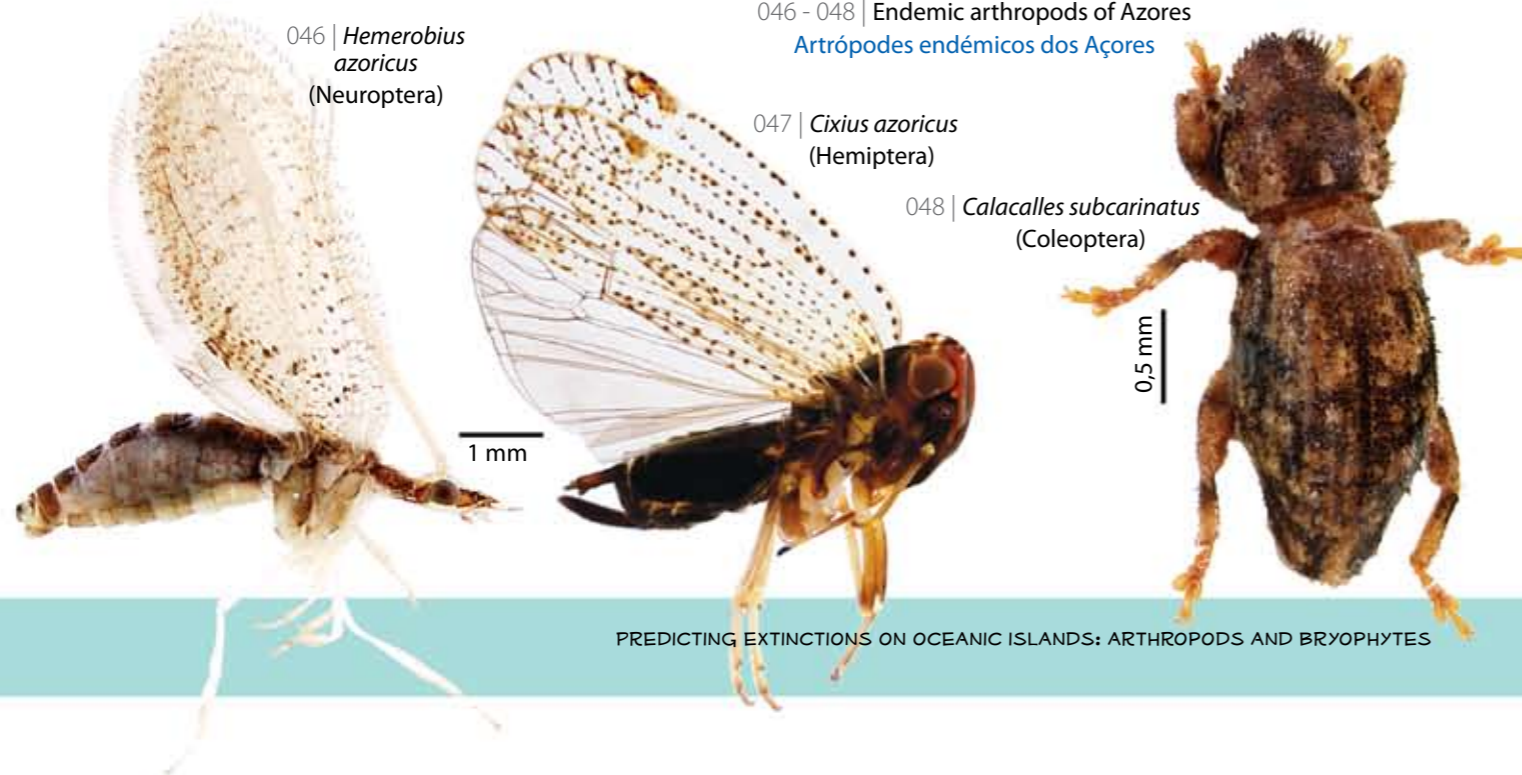 046 - 048 | Endemic arthropods of Azores
Artrópodes endémicos dos Açores
046 | Hemerobius
azoricus
(Neuroptera)
047 | Cixius azoricus
(Hemiptera)
048 | Calacalles subcarinatus
(Coleoptera)
1 mm
0,5 mm
PREDICTING EXTINCTIONS ON OCEANIC ISLANDS: ARTHROPODS AND BRYOPHYTES